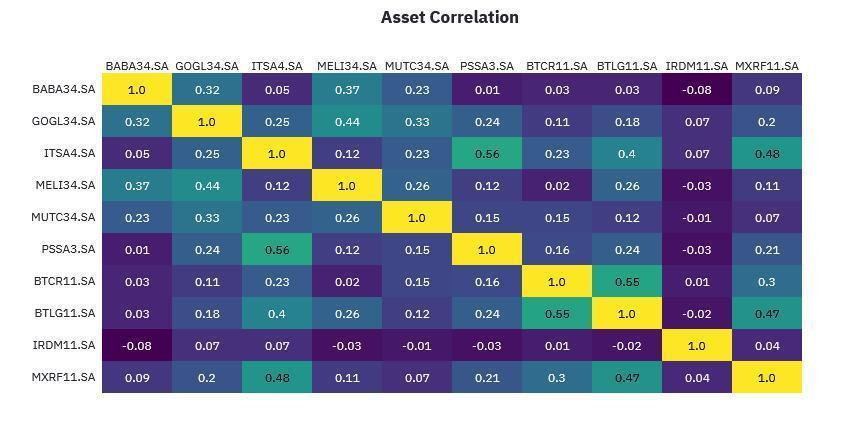 Asset Correlation
BABA34.SA GOGL34.SA ITSA4.SA MELI34.SA MUTC34.SA PSSA3.SA BTCR11.SA BTLG11.SA IRDM11.SA MXRF11.SA
BABA34.SA 1.0 0.32 0.05 0.37 0.23 0.01 0.03 0.03 -0.08 0.09
GOGL34.SA 0.32 1.0 0.25 0.44 0.33 0.24 0.11 0.18 0.07 0.2
ITSA4.SA 0.05 0.25 1.0 0.12 0.23 0.56 0.23 0.4 0.07 0.48
MELI34.SA 0.37 0.44 0.12 1.0 0.26 0.12 0.02 0.26 -0.03 0.11
MUTC34.SA 0.23 0.33 0.23 0.26 1.0 0.15 0.15 0.12 -0.01 0.07
PSSA3.SA 0.01 0.24 0.56 0.12 0.15 1.0 0.16 0.24 -0.03 0.21
BTCR11.SA 0.03 0.11 0.23 0.02 0.15 0.16 1.0 0.55 0.01 0.3
BTLG11.SA 0.03 0.18 0.4 0.26 0.12 0.24 0.55 1.0 -0.02 0.47
IRDM11.SA -0.08 0.07 0.07 -0.03 -0.01 -0.03 0.01 -0.02 1.0 0.04
MXRF11.SA 0.09 0.2 0.48 0.11 0.07 0.21 0.3 0.47 0.04 1.0